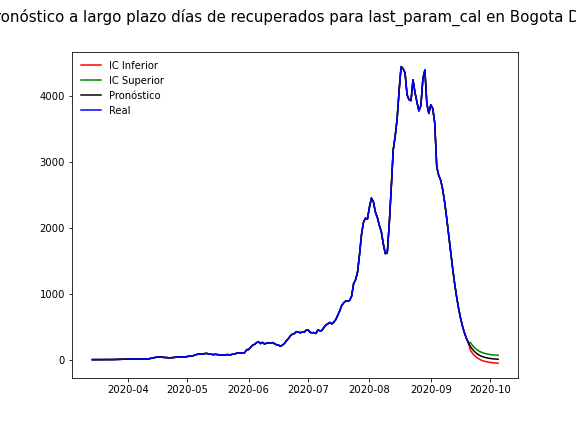 onóstico a largo plazo días de recuperados para last_param_cal en Bogota D
IC Inferior
IC Superior
Pronóstico
Real
4000
3000
2000
1000
0
2020-04 2020-05 2020-06 2020-07 2020-08 2020-09 2020-10